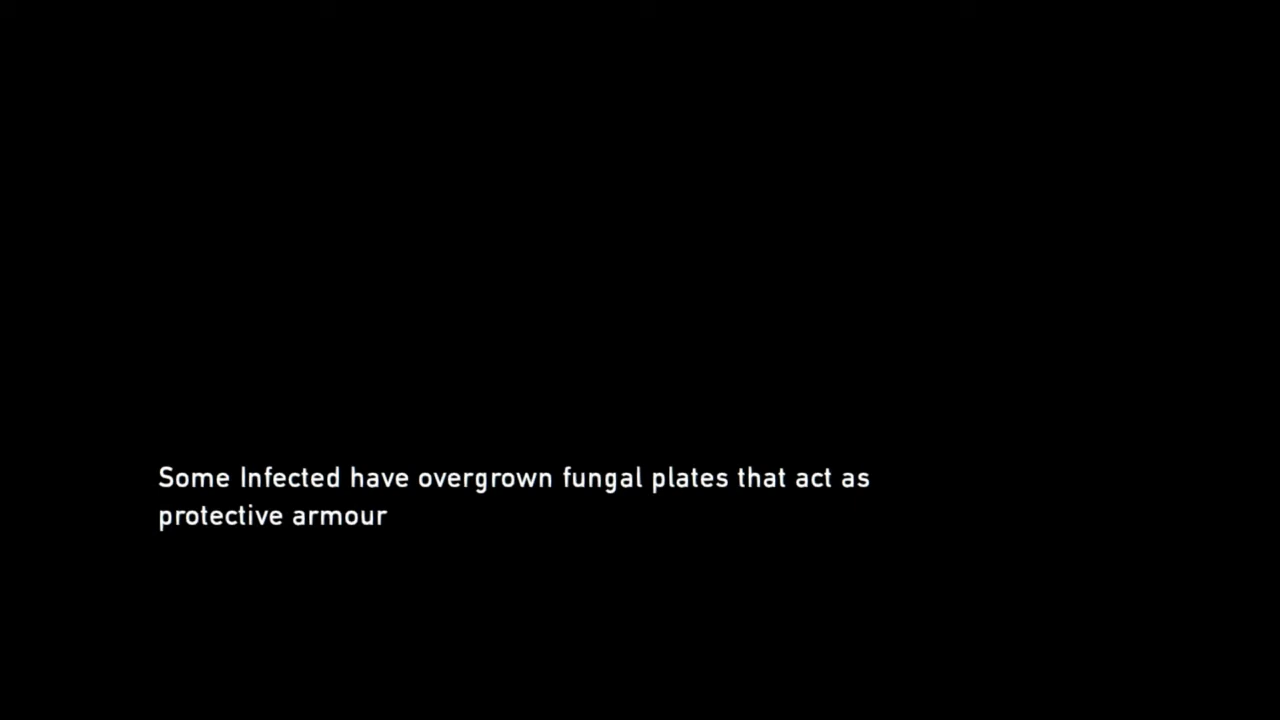 Some Infected have overgrown fungal plates that act as
protective armour